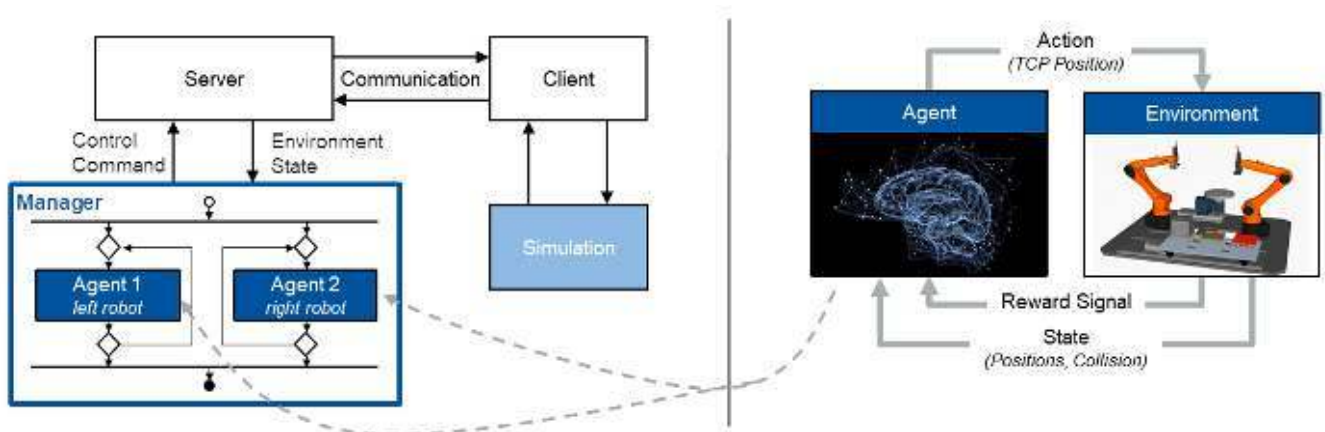 Server
Communication
Client
Control
Command
Environment
State
Manager
Agent 1
left robot
Agent 2
right robot
Simulation
Action
(TCP Position)
Agent
Environment
Reward Signal
State
(Positions, Collision)